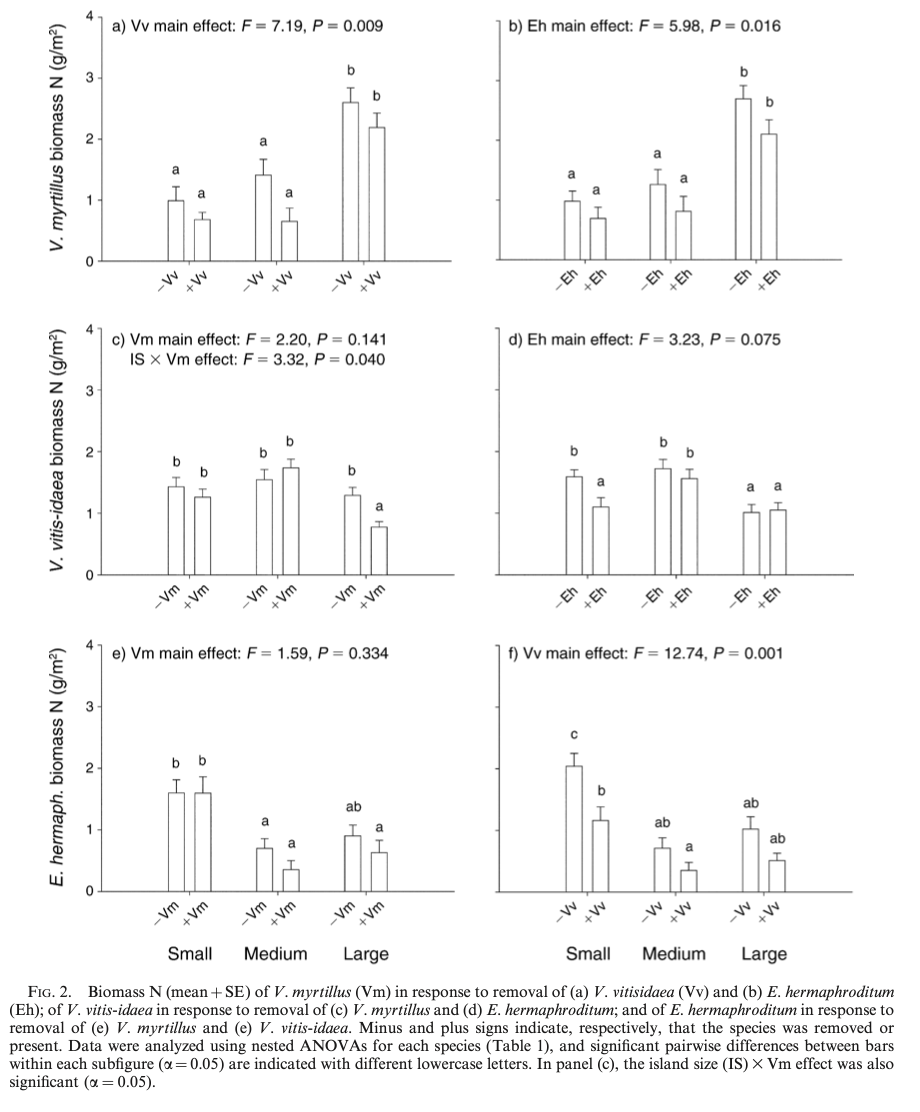 a) Vv main effect: F = 7.19, P = 0.009
V. myrtillus biomass N (g/m²)
4
3
2
1
0
a
a
a
a
b
b
−Vv
+Vv
−Vv
+Vv
−Vv
+Vv
b) Eh main effect: F = 5.98, P = 0.016
a
a
a
a
b
b
−Eh
+Eh
−Eh
+Eh
−Eh
+Eh
c) Vm main effect: F = 2.20, P = 0.141
IS × Vm effect: F = 3.32, P = 0.040
V. vitis-idaea biomass N (g/m²)
4
3
2
1
0
b
b
b
b
b
a
−Vm
+Vm
−Vm
+Vm
−Vm
+Vm
d) Eh main effect: F = 3.23, P = 0.075
b
a
b
b
a
a
−Eh
+Eh
−Eh
+Eh
−Eh
+Eh
e) Vm main effect: F = 1.59, P = 0.334
E. hermaph. biomass N (g/m²)
4
3
2
1
0
b
b
a
a
ab
a
−Vm
+Vm
−Vm
+Vm
−Vm
+Vm
Small
Medium
Large
f) Vv main effect: F = 12.74, P = 0.001
c
b
ab
a
ab
ab
−Vv
+Vv
−Vv
+Vv
−Vv
+Vv
Small
Medium
Large
FIG. 2. Biomass N (mean + SE) of V. myrtillus (Vm) in response to removal of (a) V. vitisidaea (Vv) and (b) E. hermaphroditum
(Eh); of V. vitis-idaea in response to removal of (c) V. myrtillus and (d) E. hermaphroditum; and of E. hermaphroditum in response to
removal of (e) V. myrtillus and (e) V. vitis-idaea. Minus and plus signs indicate, respectively, that the species was removed or
present. Data were analyzed using nested ANOVAs for each species (Table 1), and significant pairwise differences between bars
within each subfigure (α = 0.05) are indicated with different lowercase letters. In panel (c), the island size (IS) × Vm effect was also
significant (α = 0.05).